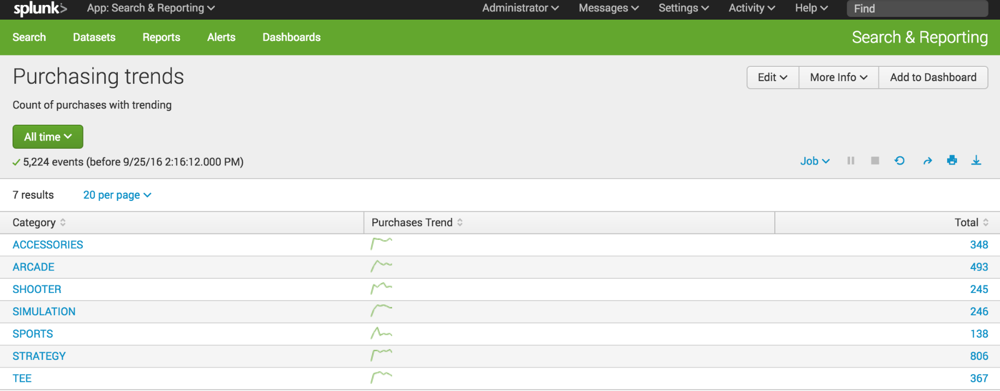 splunk> App: Search & Reporting Administrator Messages Settings Activity Help Find
Search Datasets Reports Alerts Dashboards Search & Reporting
Purchasing trends Edit More Info Add to Dashboard
Count of purchases with trending
All time
5,224 events (before 9/25/16 2:16:12.000 PM) Job
7 results 20 per page
Category Purchases Trend Total
ACCESSORIES 348
ARCADE 493
SHOOTER 245
SIMULATION 246
SPORTS 138
STRATEGY 806
TEE 367